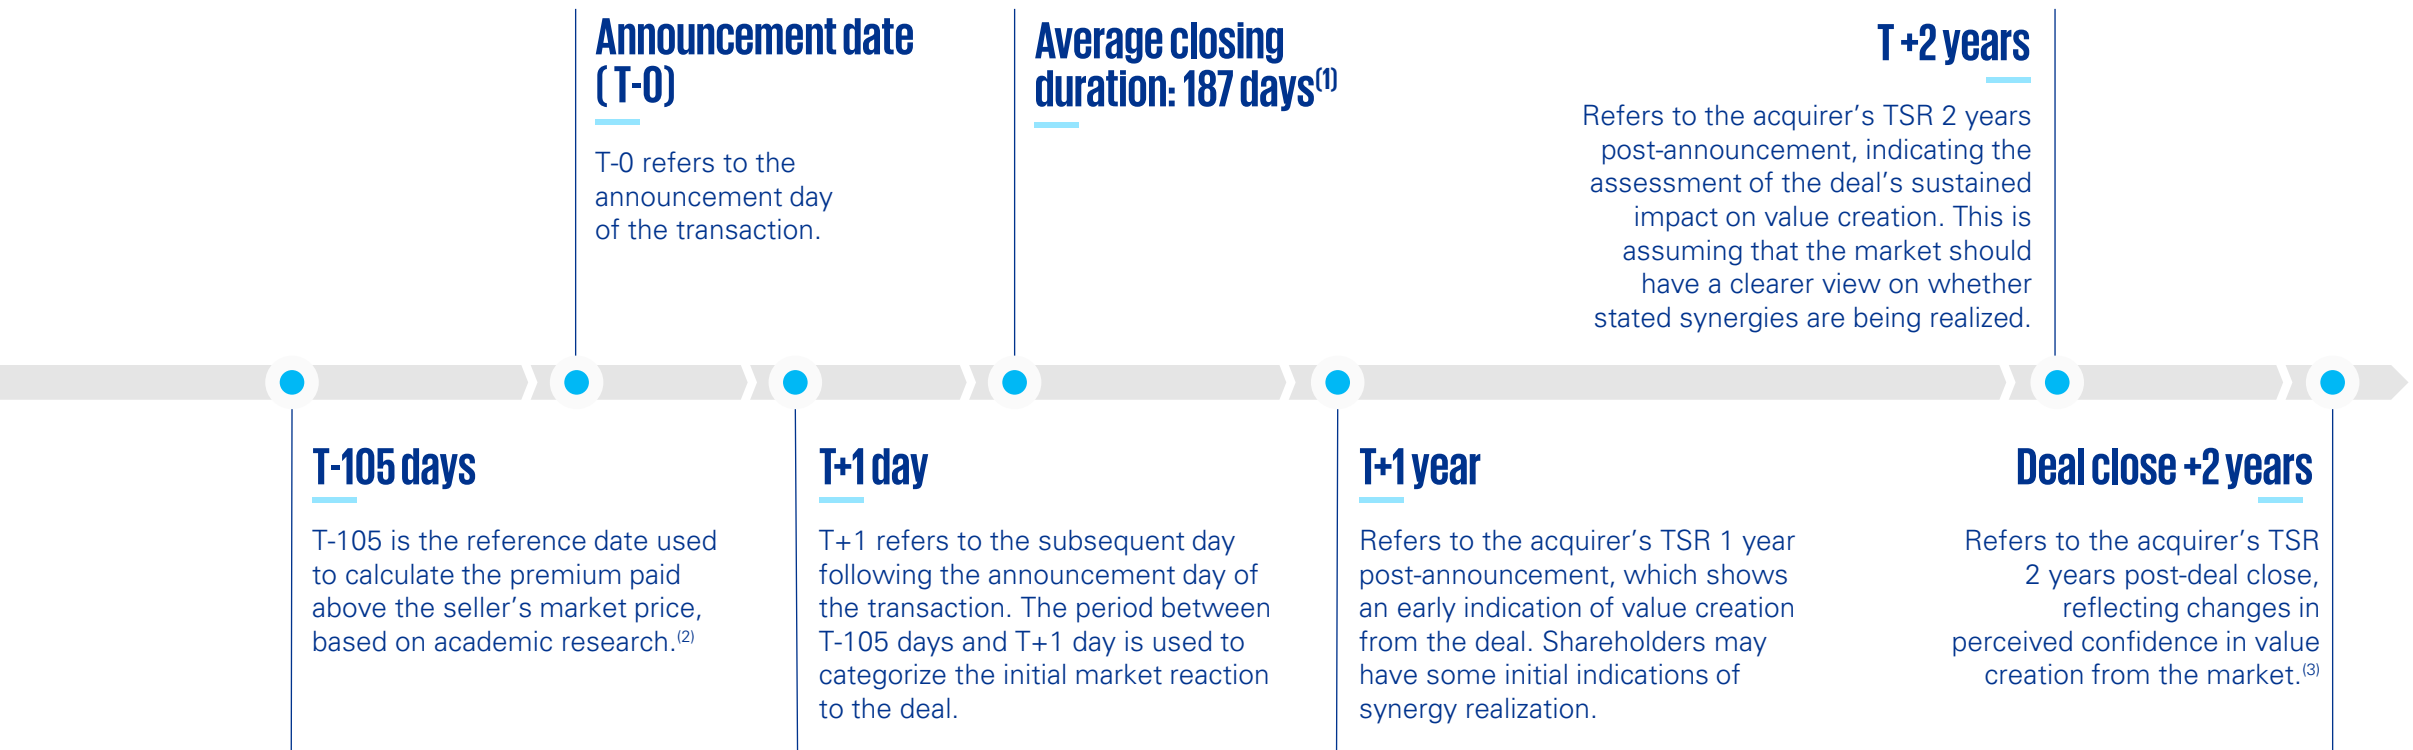 Announcement date
( T-0)
T-0 refers to the
announcement day
of the transaction.
Average closing
duration: 187 days(1)
T +2 years
Refers to the acquirer’s TSR 2 years
post-announcement, indicating the
assessment of the deal’s sustained
impact on value creation. This is
assuming that the market should
have a clearer view on whether
stated synergies are being realized.
T-105 days
T-105 is the reference date used
to calculate the premium paid
above the seller’s market price,
based on academic research.(2)
T+1 day
T+1 refers to the subsequent day
following the announcement day of
the transaction. The period between
T-105 days and T+1 day is used to
categorize the initial market reaction
to the deal.
T+1 year
Refers to the acquirer’s TSR 1 year
post-announcement, which shows
an early indication of value creation
from the deal. Shareholders may
have some initial indications of
synergy realization.
Deal close +2 years
Refers to the acquirer’s TSR
2 years post-deal close,
reflecting changes in
perceived confidence in value
creation from the market.(3)